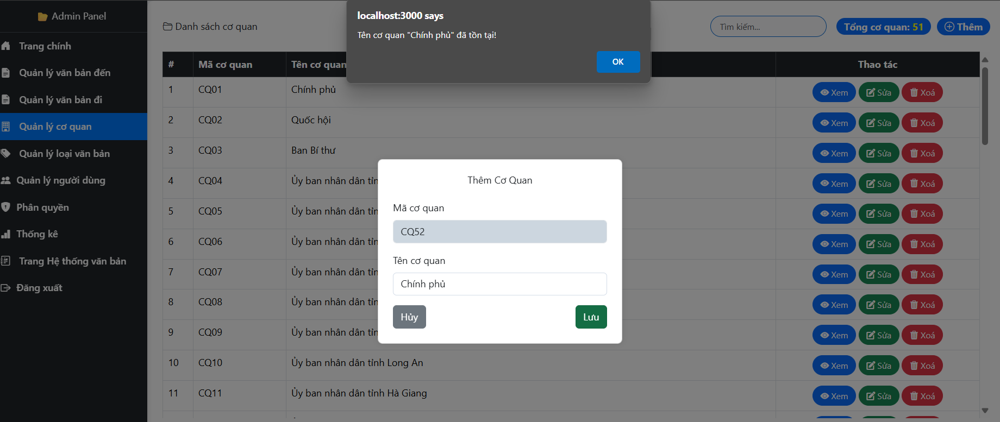 Admin Panel
Trang chính
Quản lý văn bản đến
Quản lý văn bản đi
Quản lý cơ quan
Quản lý loại văn bản
Quản lý người dùng
Phân quyền
Thống kê
Trang Hệ thống văn bản
Đăng xuất
localhost:3000 says
Tên cơ quan "Chính phủ" đã tồn tại!
OK
Danh sách cơ quan
Tìm kiếm...
Tổng cơ quan: 51
Thêm
# Mã cơ quan Tên cơ quan Thao tác
1 CQ01 Chính phủ Xem Sửa Xoá
2 CQ02 Quốc hội Xem Sửa Xoá
3 CQ03 Ban Bí thư Xem Sửa Xoá
4 CQ04 Ủy ban nhân dân tỉn Xem Sửa Xoá
5 CQ05 Ủy ban nhân dân tỉn Xem Sửa Xoá
6 CQ06 Ủy ban nhân dân tỉn Xem Sửa Xoá
7 CQ07 Ủy ban nhân dân tỉn Xem Sửa Xoá
8 CQ08 Ủy ban nhân dân tỉn Xem Sửa Xoá
9 CQ09 Ủy ban nhân dân tỉn Xem Sửa Xoá
10 CQ10 Ủy ban nhân dân tỉnh Long An Xem Sửa Xoá
11 CQ11 Ủy ban nhân dân tỉnh Hà Giang Xem Sửa Xoá
Thêm Cơ Quan
Mã cơ quan
CQ52
Tên cơ quan
Chính phủ
Hủy
Lưu